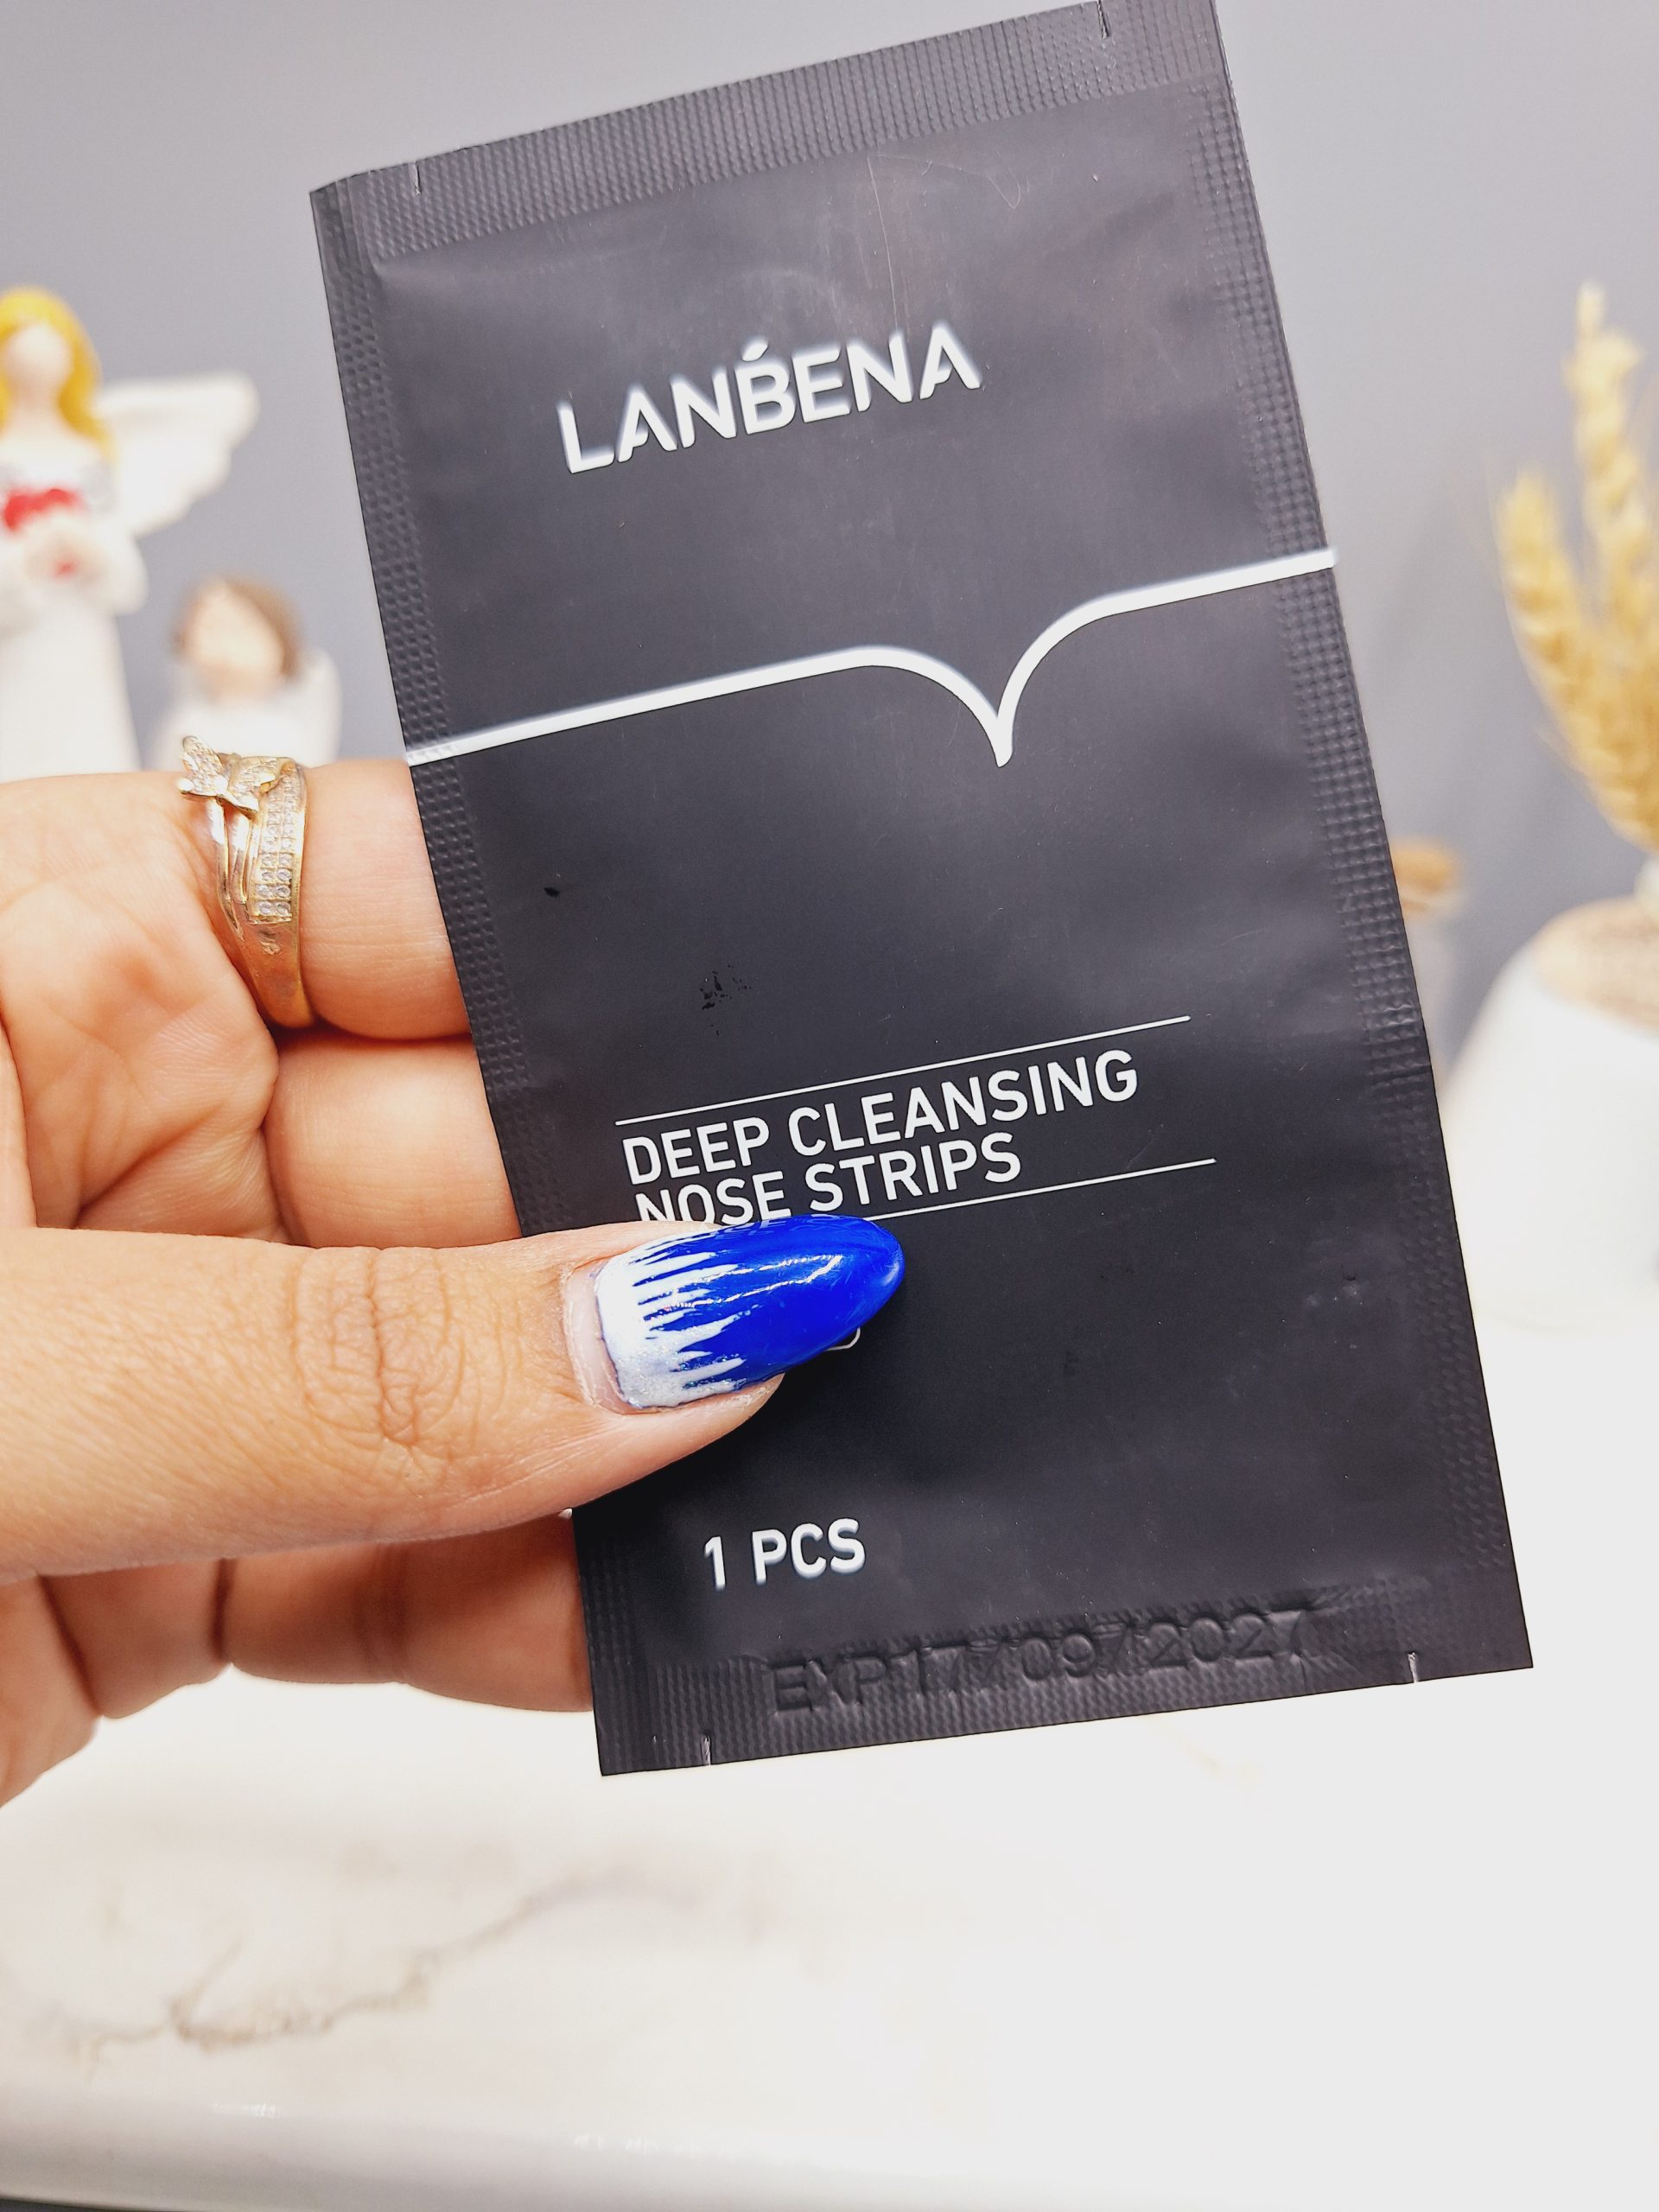 LANBENA
DEEP CLEANSING
NOSE STRIPS
1 PCS
EXP17/09/2027